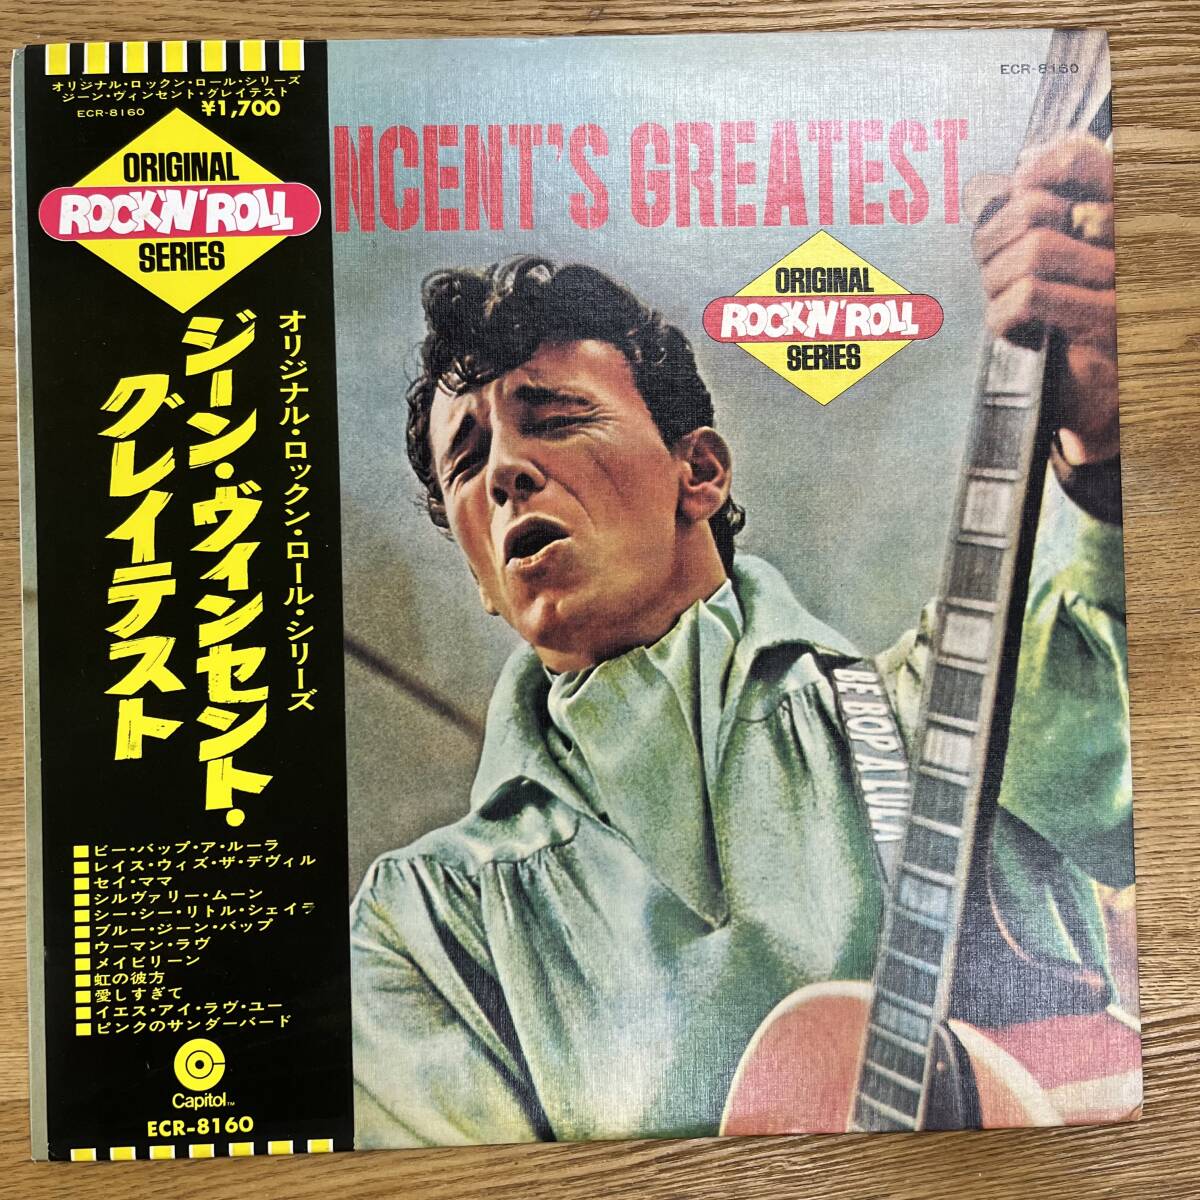 オリジナル・ロックン・ロール・シリーズ
ジーン・ヴィンセント・グレイテスト
ECR-8160 ¥1,700
ORIGINAL
ROCK'N'ROLL
SERIES
オリジナル・ロックン・ロール・シリーズ
ジーン・ヴィンセント・
グレイテスト
ビー・バップ・ア・ルーラ
レイス・ウィズ・ザ・デヴィル
セイ・ママ
シルヴァリー・ムーン
シー・シー・リトル・シェイラ
ブルー・ジーン・バップ
ウーマン・ラヴ
メイビリーン
虹の彼方
愛しすぎて
イエス・アイ・ラヴ・ユー
ピンクのサンダーバード
Capitol™
ECR-8160
ECR-8160
NCENT'S GREATEST
ORIGINAL
ROCK'N'ROLL
SERIES
BE BOP A LULA